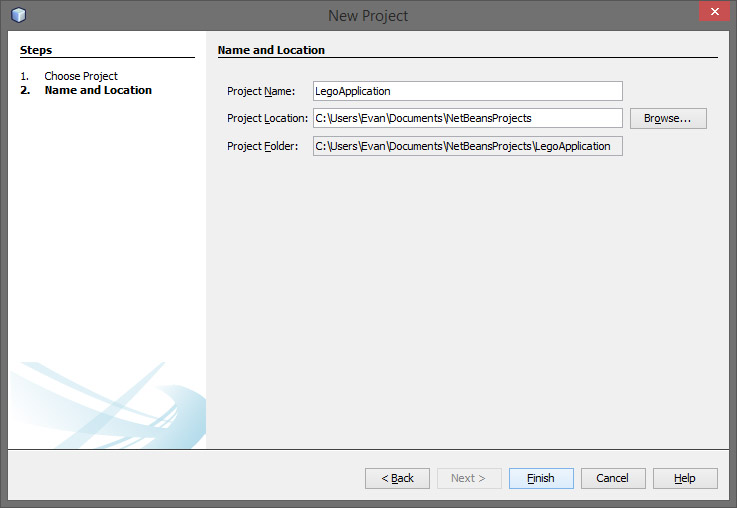 New Project
Steps
1. Choose Project
2. Name and Location
Name and Location
Project Name: LegoApplication
Project Location: C:\Users\Evan\Documents\NetBeansProjects Browse...
Project Folder: C:\Users\Evan\Documents\NetBeansProjects\LegoApplication
< Back Next > Finish Cancel Help